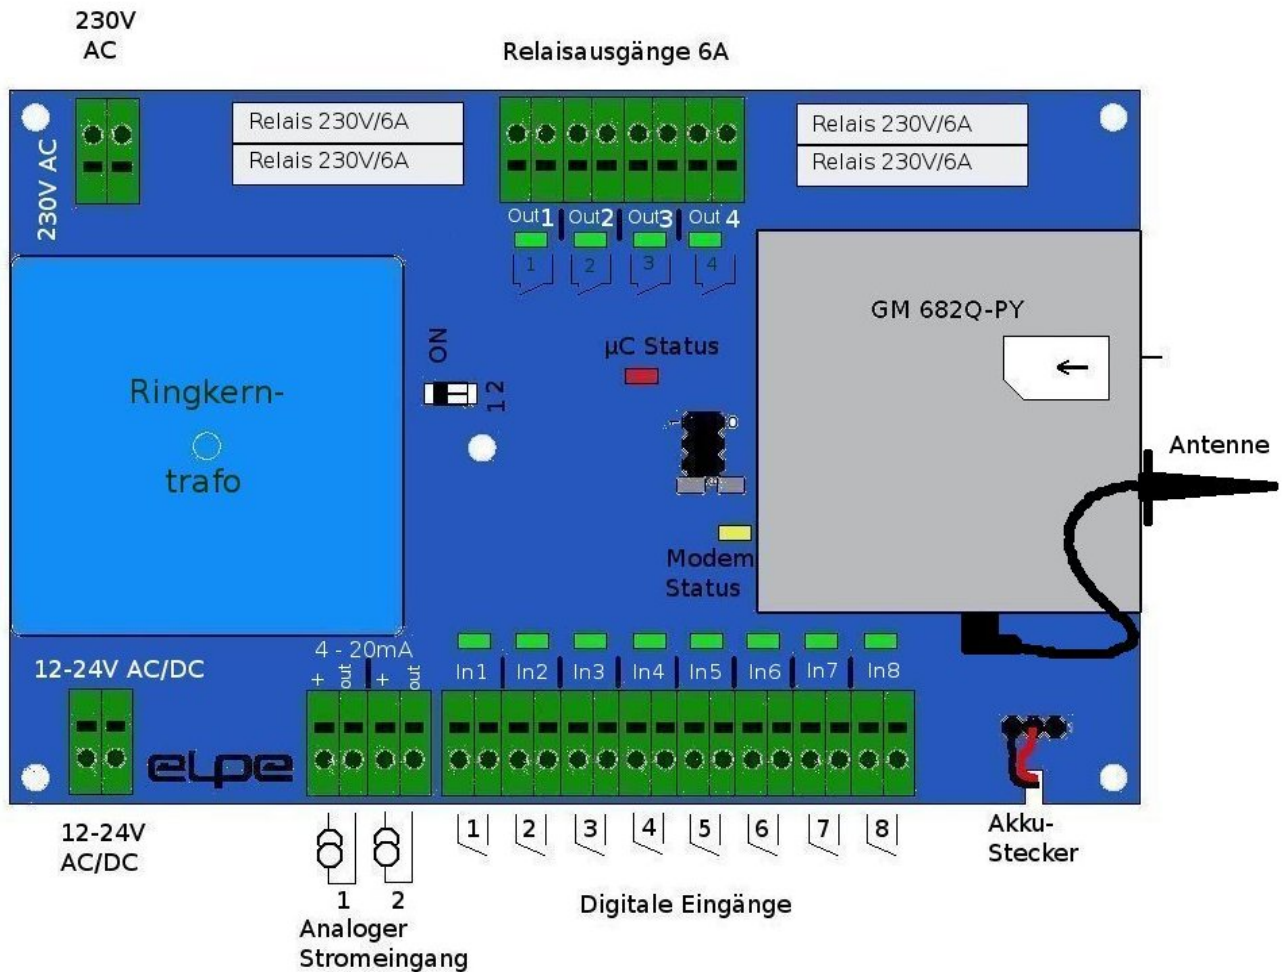 230V
AC
Relaisausgänge 6A
230V AC
Relais 230V/6A
Relais 230V/6A
Relais 230V/6A
Relais 230V/6A
Out1
Out2
Out3
Out 4
1
2
3
4
GM 682Q-PY
ON
1 2
µC Status
Ringkern-
trafo
Antenne
Modem
Status
4 - 20mA
+
out
+
out
In1
In2
In3
In4
In5
In6
In7
In8
12-24V AC/DC
elpe
12-24V
AC/DC
1
2
3
4
5
6
7
8
Akku-
Stecker
1
2
Analoger
Stromeingang
Digitale Eingänge